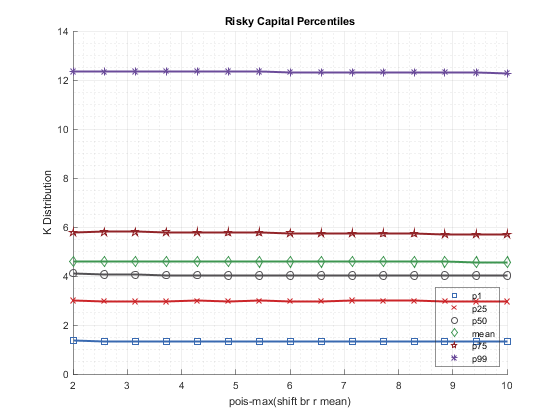 Risky Capital Percentiles
14
12
10
8
6
4
2
0
K Distribution
p1
p25
p50
mean
p75
p99
2 3 4 5 6 7 8 9 10
pois-max(shift br r mean)